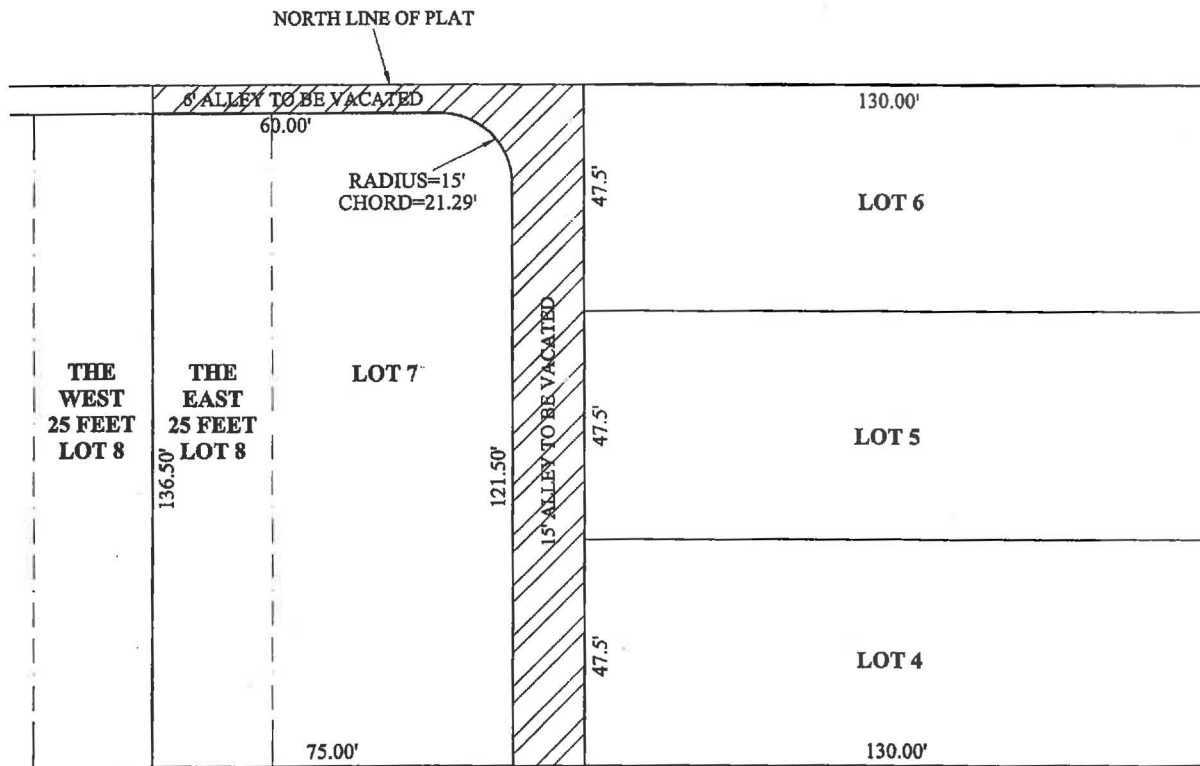 NORTH LINE OF PLAT
6' ALLEY TO BE VACATED
130.00'
60.00'
RADIUS=15'
CHORD=21.29'
47.5'
LOT 6
15' ALLEY TO BE VACATED
THE
WEST
25 FEET
LOT 8
THE
EAST
25 FEET
LOT 8
LOT 7
136.50'
121.50'
47.5'
LOT 5
47.5'
LOT 4
75.00'
130.00'